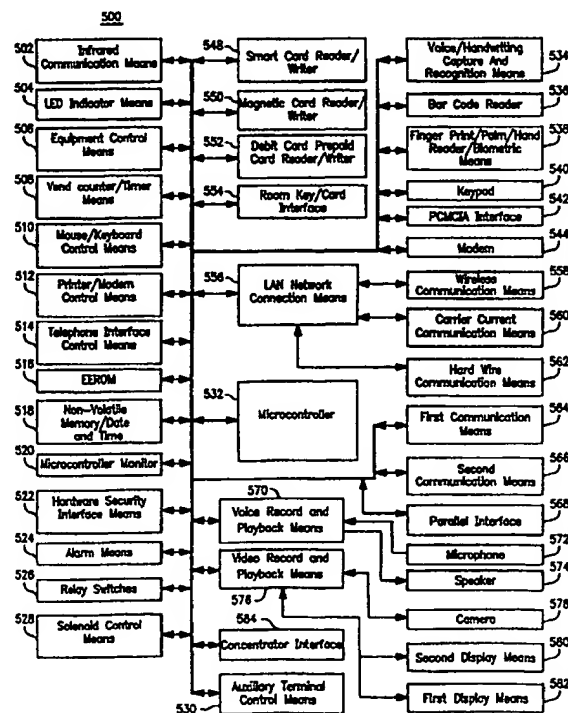 500
502
Infrared
Communication Means
504
LED Indicator Means
506
Equipment Control
Means
508
Vend counter/Timer
Means
510
Mouse/Keyboard
Control Means
512
Printer/Modem
Control Means
514
Telephone Interface
Control Means
516
EEROM
518
Non-Volatile
Memory/Date
and Time
520
Microcontroller Monitor
522
Hardware Security
Interface Means
524
Alarm Means
526
Relay Switches
528
Solenoid Control
Means
548
Smart Card Reader/
Writer
550
Magnetic Card Reader/
Writer
552
Debit Card Prepaid
Card Reader/Writer
554
Room Key/Card
Interface
556
LAN Network
Connection Means
532
Microcontroller
570
Voice Record and
Playback Means
Video Record and
Playback Means
576
584
Concentrator Interface
Auxiliary Terminal
Control Means
530
Voice/Handwritting
Capture And
Recognition Means
534
Bar Code Reader
536
Finger Print/Palm/Hand
Reader/Biometric
Means
538
Keypad
540
PCMCIA Interface
542
Modem
544
Wireless
Communication Means
558
Carrier Current
Communication Means
560
Hard Wire
Communication Means
562
First Communication
Means
564
Second
Communication Means
566
Parallel Interface
568
Microphone
572
Speaker
574
Camera
578
Second Display Means
580
First Display Means
582